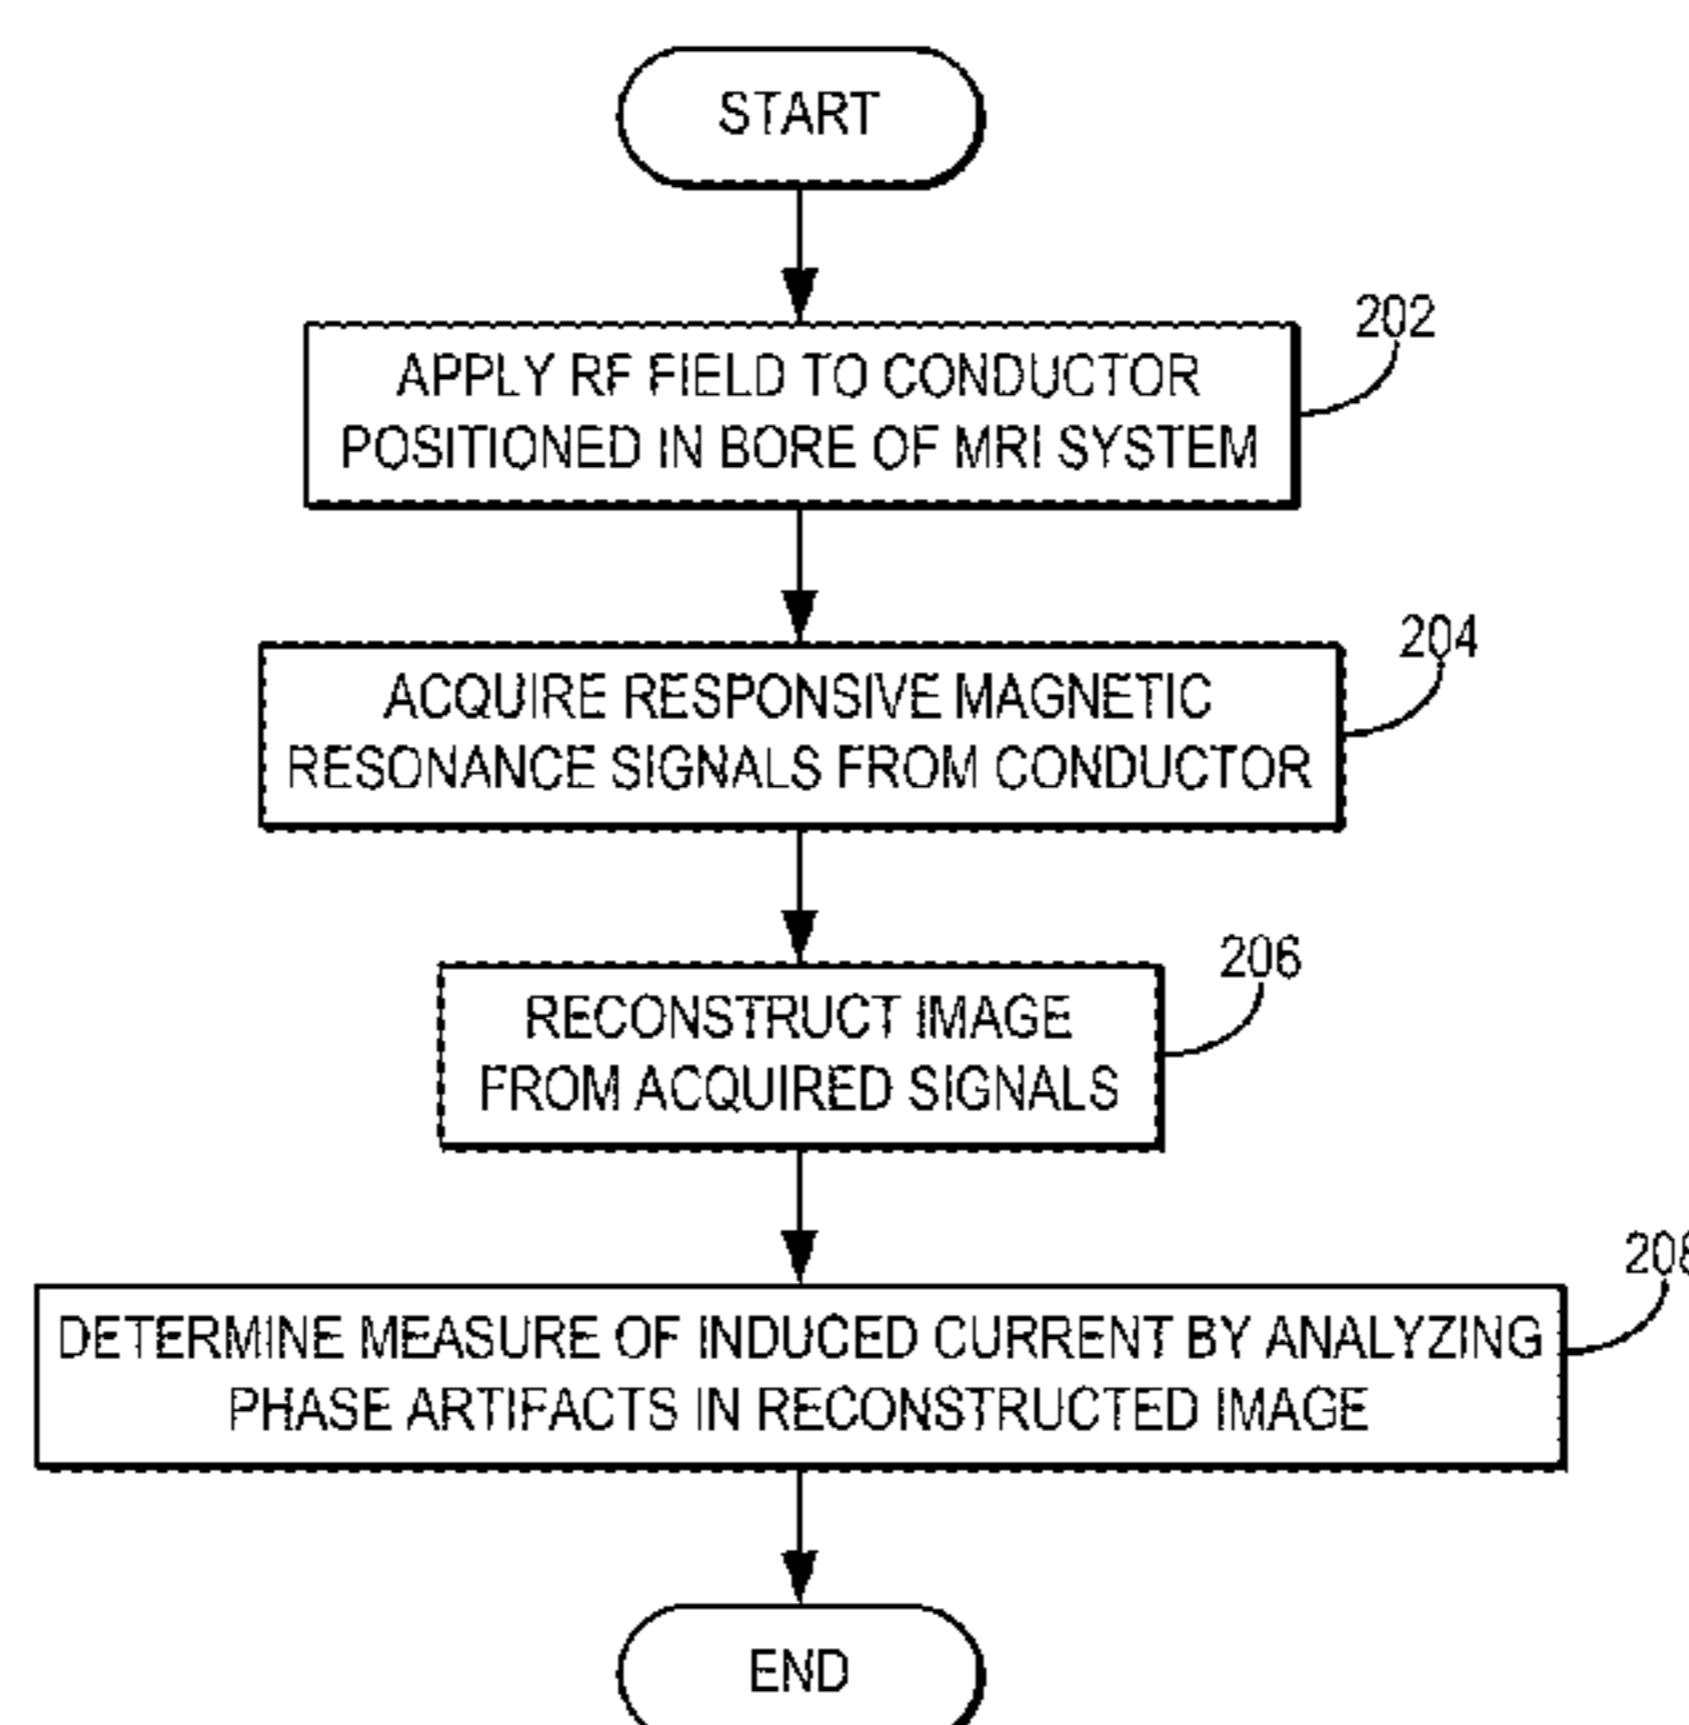 START
202
APPLY RF FIELD TO CONDUCTOR
POSITIONED IN BORE OF MRI SYSTEM
204
ACQUIRE RESPONSIVE MAGNETIC
RESONANCE SIGNALS FROM CONDUCTOR
206
RECONSTRUCT IMAGE
FROM ACQUIRED SIGNALS
208
DETERMINE MEASURE OF INDUCED CURRENT BY ANALYZING
PHASE ARTIFACTS IN RECONSTRUCTED IMAGE
END